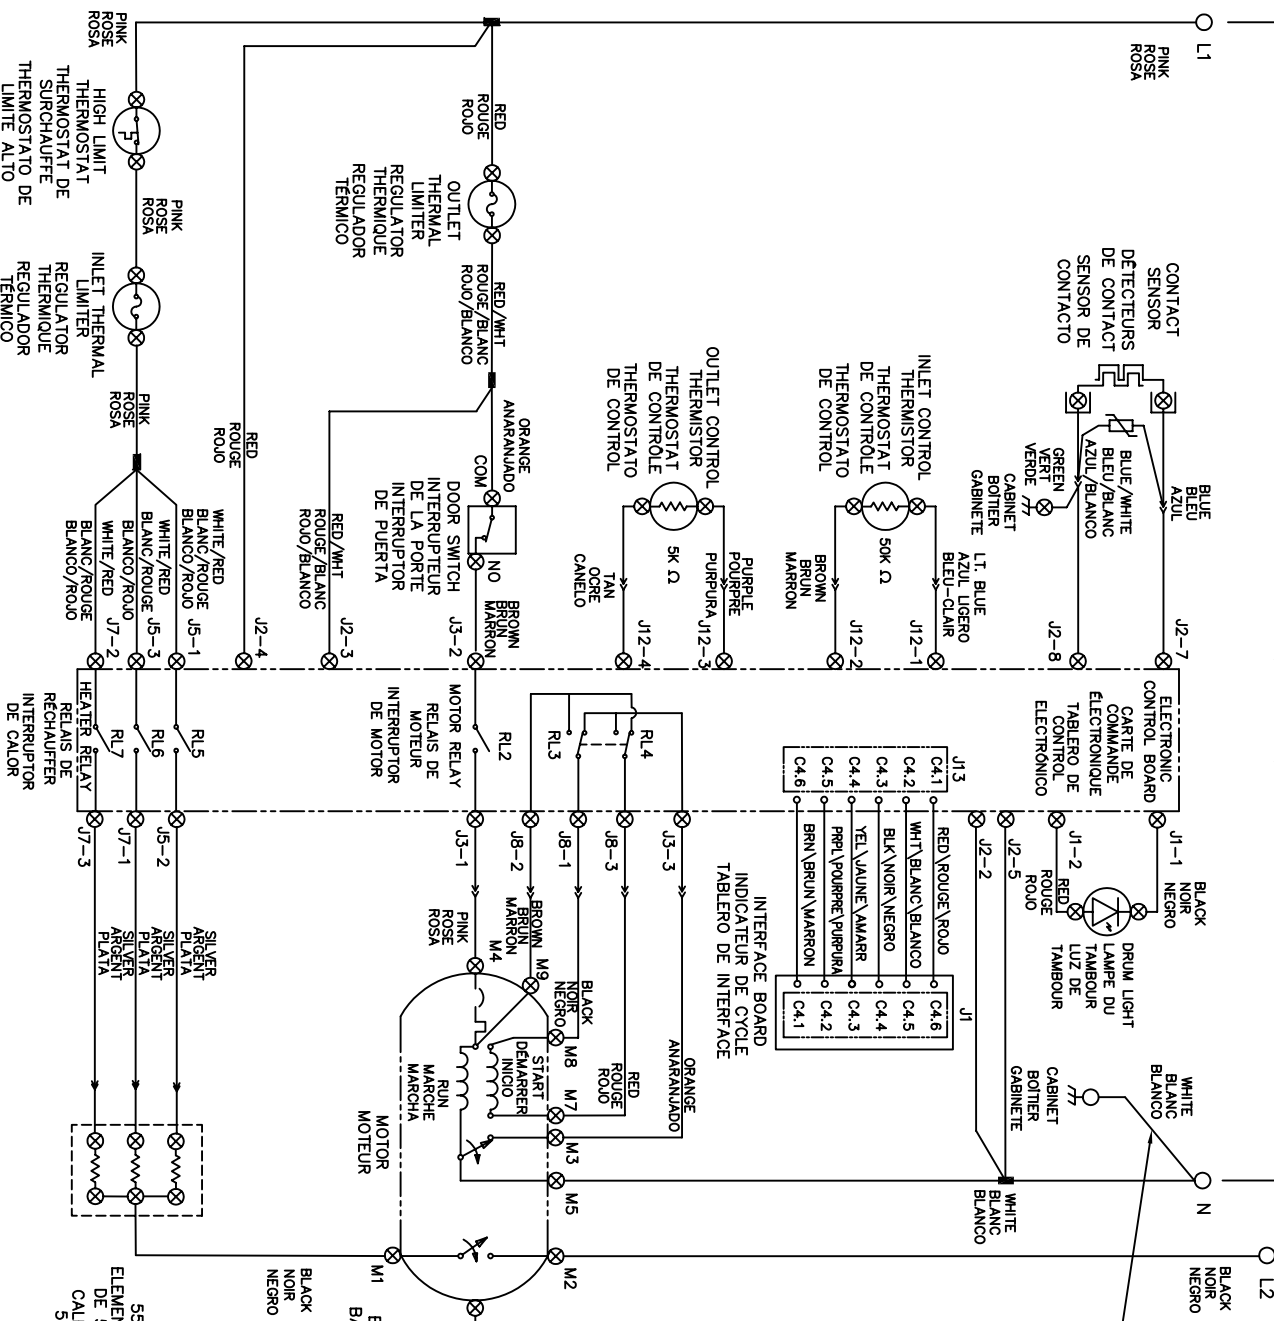 L1
PINK
ROSE
ROSA
PINK
ROSE
ROSA
HIGH LIMIT
THERMOSTAT
THERMOSTAT DE
SURCHAUFFE
THERMOSTATO DE
LIMITE ALTO
PINK
ROSE
ROSA
INLET THERMAL
LIMITER
REGULATOR
THERMIQUE
REGULADOR
TÉRMICO
PINK
ROSE
ROSA
RED
ROUGE
ROJO
OUTLET
THERMAL
LIMITER
REGULATOR
THERMIQUE
REGULADOR
TÉRMICO
RED/WHT
ROUGE/BLANC
ROJO/BLANCO
RED
ROUGE
ROJO
ORANGE
ANARANJADO
COM
NO
DOOR SWITCH
INTERRUPTEUR
DE LA PORTE
INTERRUPTOR
DE PUERTA
RED/WHT
ROUGE/BLANC
ROJO/BLANCO
BROWN
BRUN
MARRON
WHITE/RED
BLANC/ROUGE
BLANCO/ROJO
WHITE/RED
BLANC/ROUGE
BLANCO/ROJO
WHITE/RED
BLANC/ROUGE
BLANCO/ROJO
CONTACT
SENSOR
DÉTECTEURS
DE CONTACT
SENSOR DE
CONTACTO
BLUE
BLEU
AZUL
BLUE/WHITE
BLEU/BLANC
AZUL/BLANCO
GREEN
VERT
VERDE
CABINET
BOÎTIER
GABINETE
INLET CONTROL
THERMISTOR
THERMOSTAT
DE CONTRÔLE
THERMOSTATO
DE CONTROL
50K Ω
LT. BLUE
AZUL LIGERO
BLEU-CLAIR
BROWN
BRUN
MARRON
OUTLET CONTROL
THERMISTOR
THERMOSTAT
DE CONTRÔLE
THERMOSTATO
DE CONTROL
5K Ω
PURPLE
POURPRE
PURPURA
TAN
OCRE
CANELO
J2-7
J2-8
J12-1
J12-2
J12-3
J12-4
J3-2
J2-3
J2-4
J5-1
J5-3
J7-2
ELECTRONIC
CONTROL BOARD
CARTE DE
COMMANDE
ÉLECTRONIQUE
TABLERO DE
CONTROL
ELECTRÓNICO
J13
C4.1
C4.2
C4.3
C4.4
C4.5
C4.6
RL4
RL3
RL2
MOTOR RELAY
RELAIS DE
MOTEUR
INTERRUPTOR
DE MOTOR
RL5
RL6
RL7
HEATER RELAY
RELAIS DE
RÉCHAUFFER
INTERRUPTOR
DE CALOR
J1-1
J1-2
J2-5
J2-2
J3-3
J8-3
J8-1
J8-2
J3-1
J5-2
J7-1
J7-3
BLACK
NOIR
NEGRO
RED
ROUGE
ROJO
DRUM LIGHT
LAMPE DU
TAMBOUR
LUZ DE
TAMBOUR
RED\ROUGE\ROJO
WHT\BLANC\BLANCO
BLK\NOIR\NEGRO
YEL\JAUNE\AMARR
PRPL\POURPRE\PURPURA
BRN\BRUN\MARRON
J1
C4.6
C4.5
C4.4
C4.3
C4.2
C4.1
INTERFACE BOARD
INDICATEUR DE CYCLE
TABLERO DE INTERFACE
WHITE
BLANC
BLANCO
CABINET
BOÎTIER
GABINETE
N
WHITE
BLANC
BLANCO
L2
BLACK
NOIR
NEGRO
ORANGE
ANARANJADO
RED
ROUGE
ROJO
BLACK
NOIR
NEGRO
BROWN
BRUN
MARRON
PINK
ROSE
ROSA
M4
M9
M8
M7
M3
M5
M2
M1
START
DÉMARRER
INICIO
RUN
MARCHE
MARCHA
MOTOR
MOTEUR
SILVER
ARGENT
PLATA
SILVER
ARGENT
PLATA
BLACK
NOIR
NEGRO